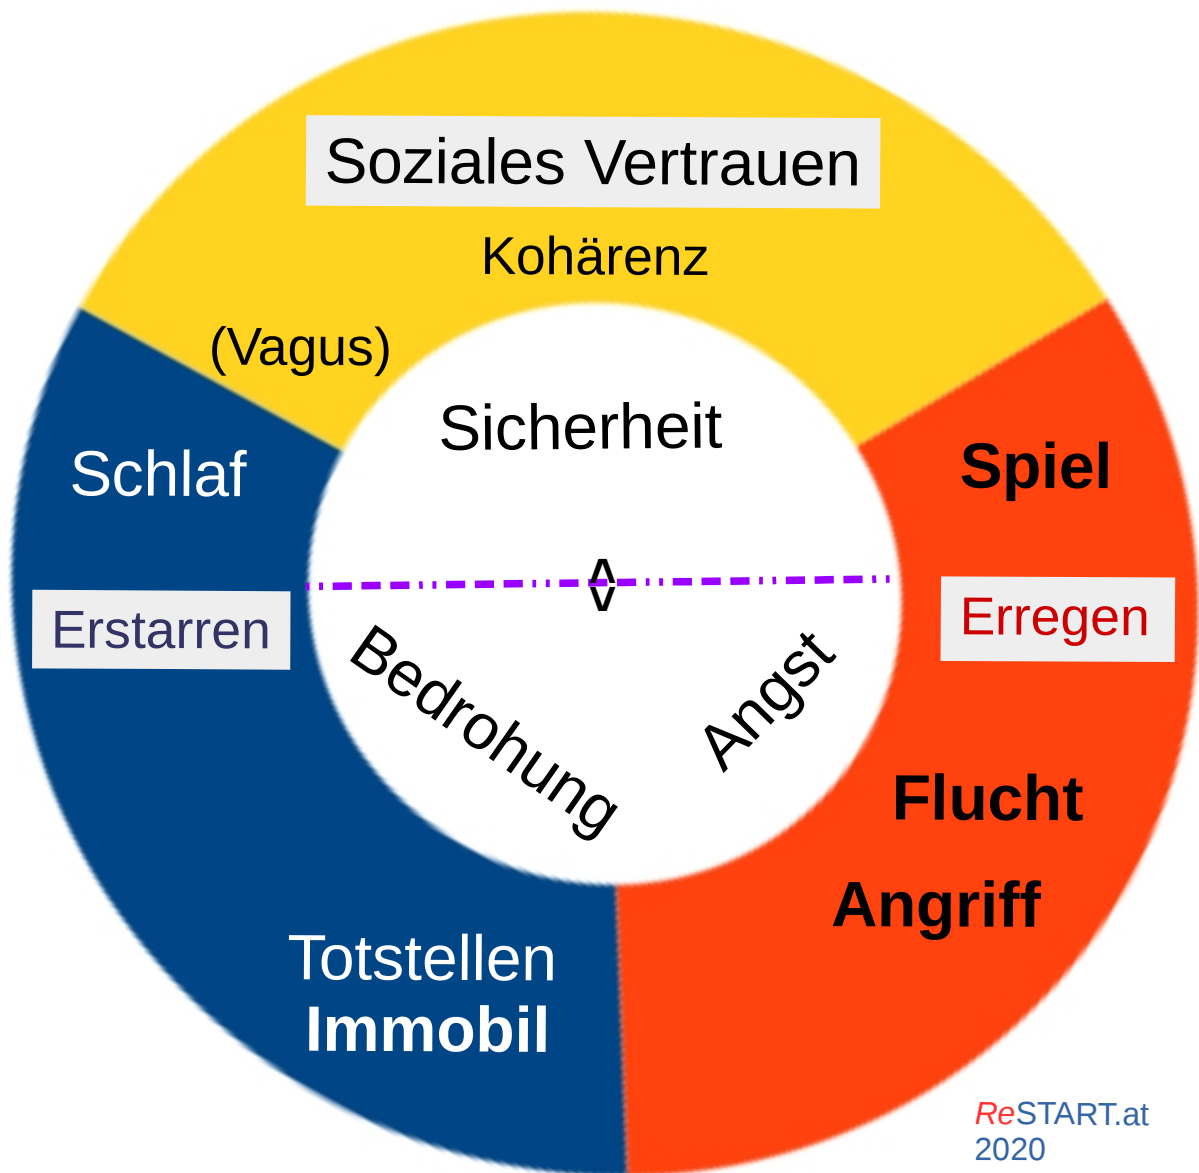 Soziales Vertrauen
Kohärenz
(Vagus)
Sicherheit
Schlaf
Spiel
<
>
Erstarren
Erregen
Bedrohung
Angst
Flucht
Angriff
Totstellen
Immobil
ReSTART.at
2020